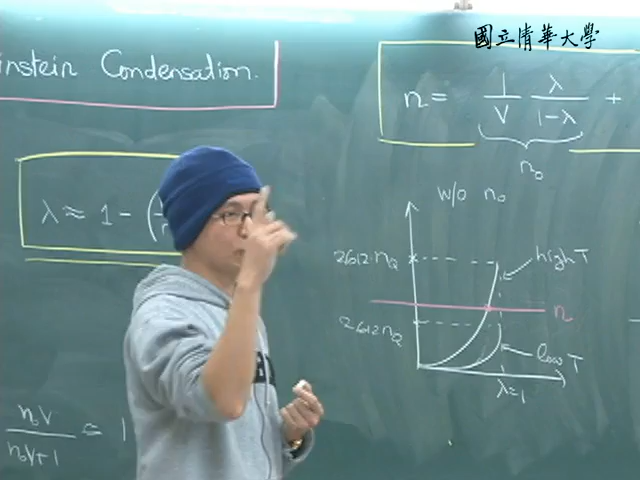 國立清華大學
instein Condensation.
n = 1/V λ/1-λ +
n₀
λ ≈ 1 - (
w/o n₀
2.612·n_Q
high T
n
2.612 n_Q
low T
λ=1
n₀V/n₀V+1 ≈ 1